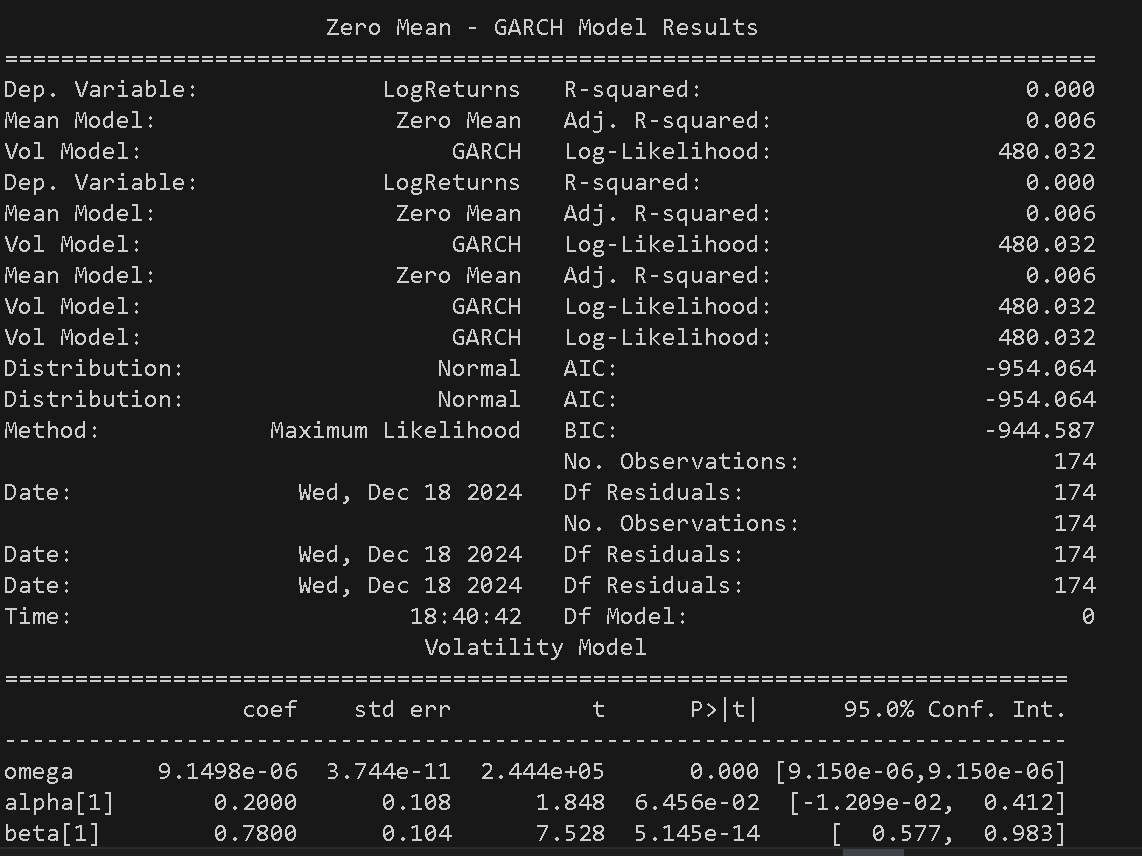 Zero Mean - GARCH Model Results
==============================================================================
Dep. Variable: LogReturns R-squared: 0.000
Mean Model: Zero Mean Adj. R-squared: 0.006
Vol Model: GARCH Log-Likelihood: 480.032
Dep. Variable: LogReturns R-squared: 0.000
Mean Model: Zero Mean Adj. R-squared: 0.006
Vol Model: GARCH Log-Likelihood: 480.032
Mean Model: Zero Mean Adj. R-squared: 0.006
Vol Model: GARCH Log-Likelihood: 480.032
Vol Model: GARCH Log-Likelihood: 480.032
Distribution: Normal AIC: -954.064
Distribution: Normal AIC: -954.064
Method: Maximum Likelihood BIC: -944.587
No. Observations: 174
Date: Wed, Dec 18 2024 Df Residuals: 174
No. Observations: 174
Date: Wed, Dec 18 2024 Df Residuals: 174
Date: Wed, Dec 18 2024 Df Residuals: 174
Time: 18:40:42 Df Model: 0
Volatility Model
============================================================================
coef std err t P>|t| 95.0% Conf. Int.
----------------------------------------------------------------------------
omega 9.1498e-06 3.744e-11 2.444e+05 0.000 [9.150e-06,9.150e-06]
alpha[1] 0.2000 0.108 1.848 6.456e-02 [-1.209e-02, 0.412]
beta[1] 0.7800 0.104 7.528 5.145e-14 [ 0.577, 0.983]